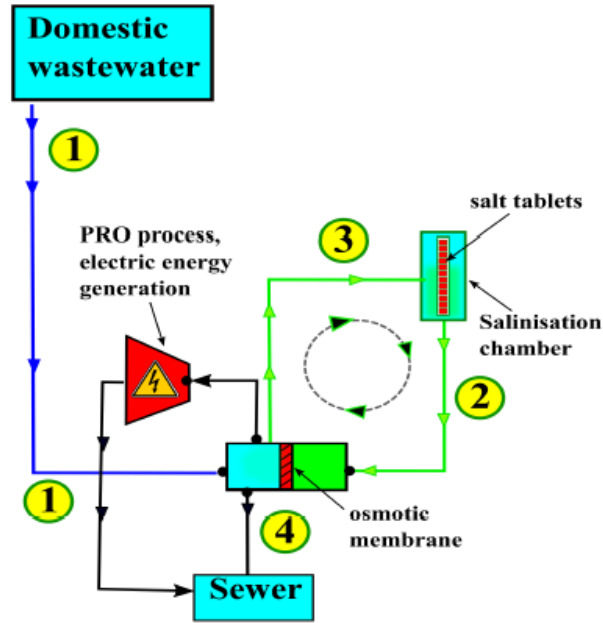 Domestic
wastewater
1
salt tablets
PRO process,
electric energy
generation
3
Salinisation
chamber
2
1
4
osmotic
membrane
Sewer